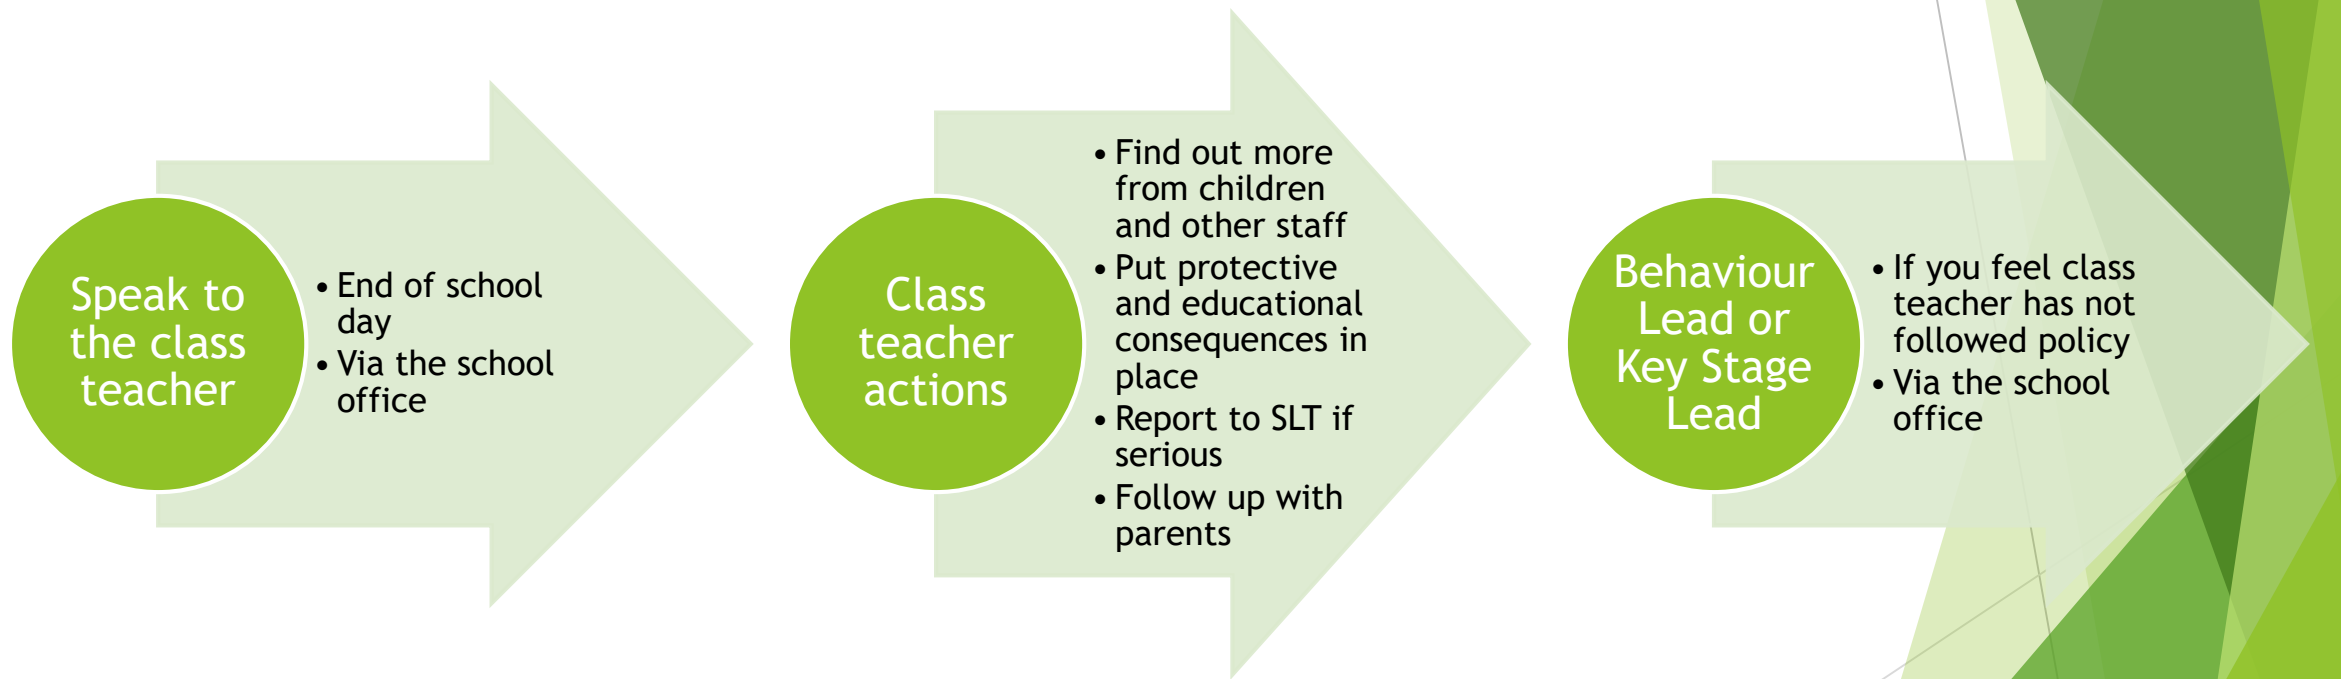 Speak to
the class
teacher
• End of school
day
• Via the school
office
Class
teacher
actions
• Find out more
from children
and other staff
• Put protective
and educational
consequences in
place
• Report to SLT if
serious
• Follow up with
parents
Behaviour
Lead or
Key Stage
Lead
• If you feel class
teacher has not
followed policy
• Via the school
office